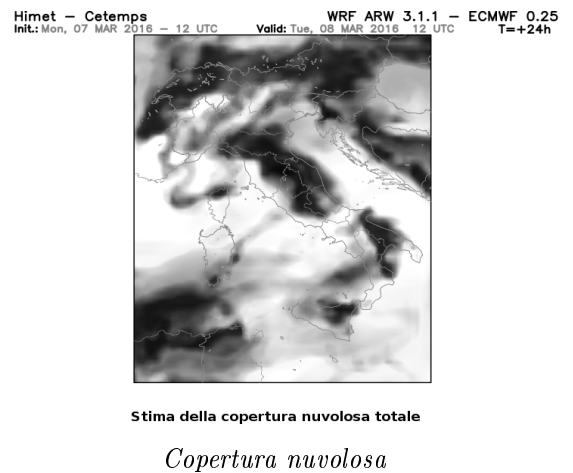 Himet – Cetemps WRF ARW 3.1.1 – ECMWF 0.25
Init.: Mon, 07 MAR 2016 – 12 UTC Valid: Tue, 08 MAR 2016 12 UTC T=+24h
Stima della copertura nuvolosa totale
Copertura nuvolosa